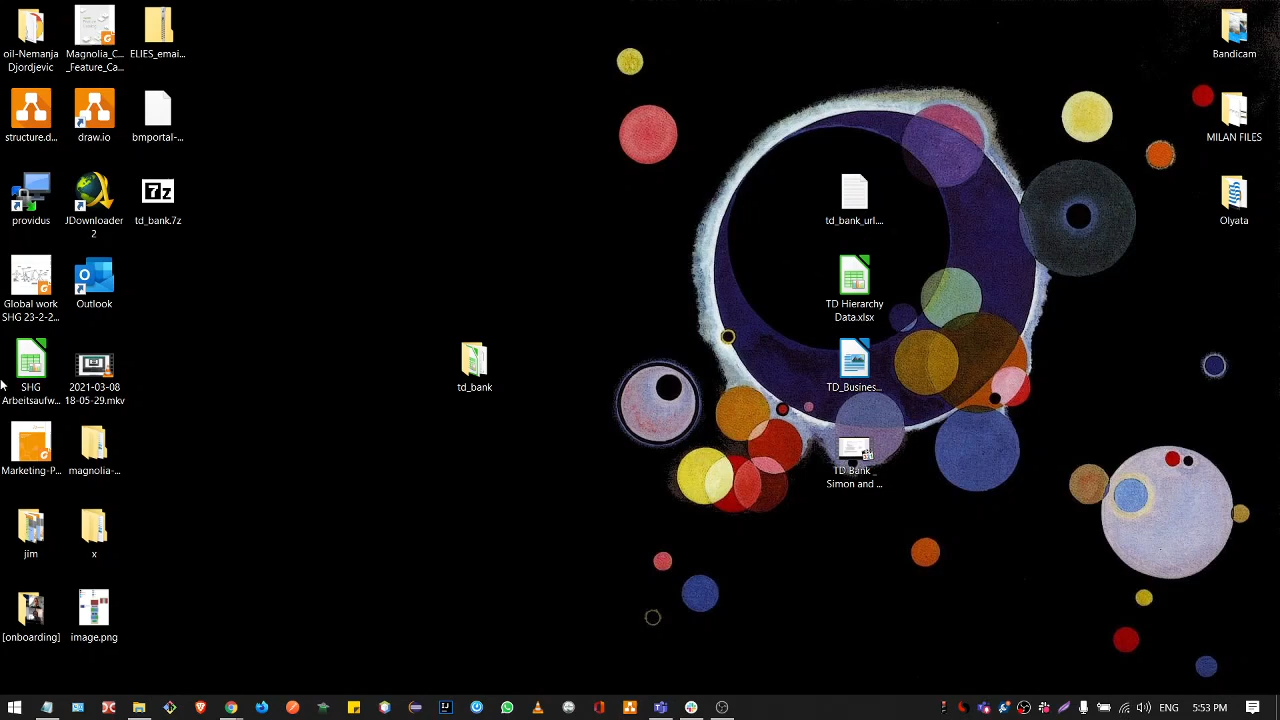 oil-Nemanja
Djordjevic
Magnolia_C...
_Feature_Ca...
ELIES_emai...
structure.d...
draw.io
bmportal-...
providus
JDownloader
2
7z
td_bank.7z
Global work
SHG 23-2-2...
Outlook
SHG
Arbeitsaufw...
2021-03-08
18-05-29.mkv
Marketing-P...
magnolia-...
jim
x
[onboarding]
image.png
td_bank
td_bank_url....
TD Hierarchy
Data.xlsx
TD_Busines...
TD Bank _
Simon and ...
Bandicam
MILAN FILES
Olyata
ENG
5:53 PM